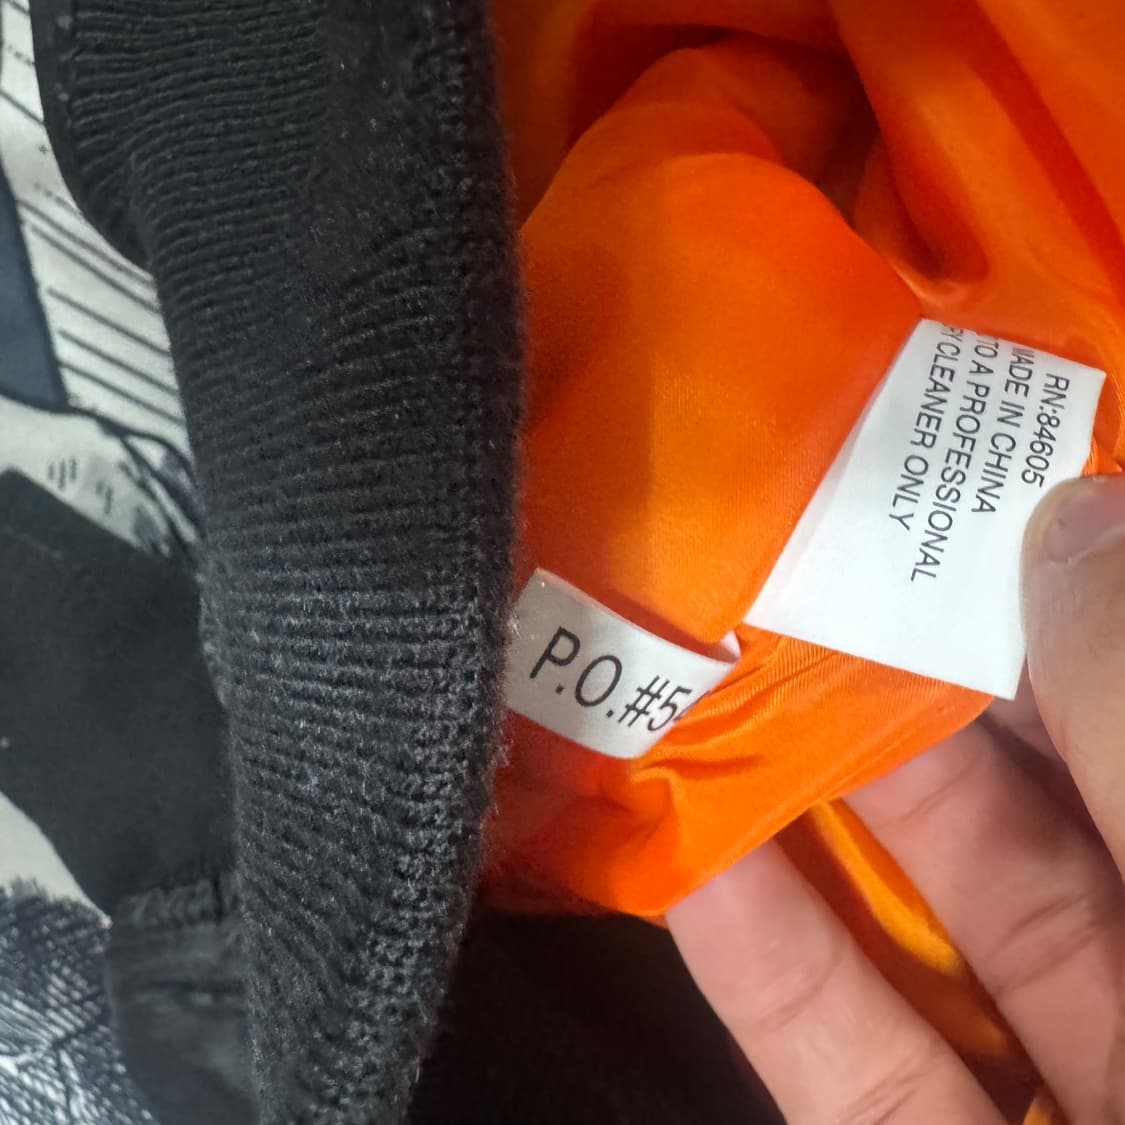 RN:84605
MADE IN CHINA
TO A PROFESSIONAL
CLEANER ONLY
P.O.#5